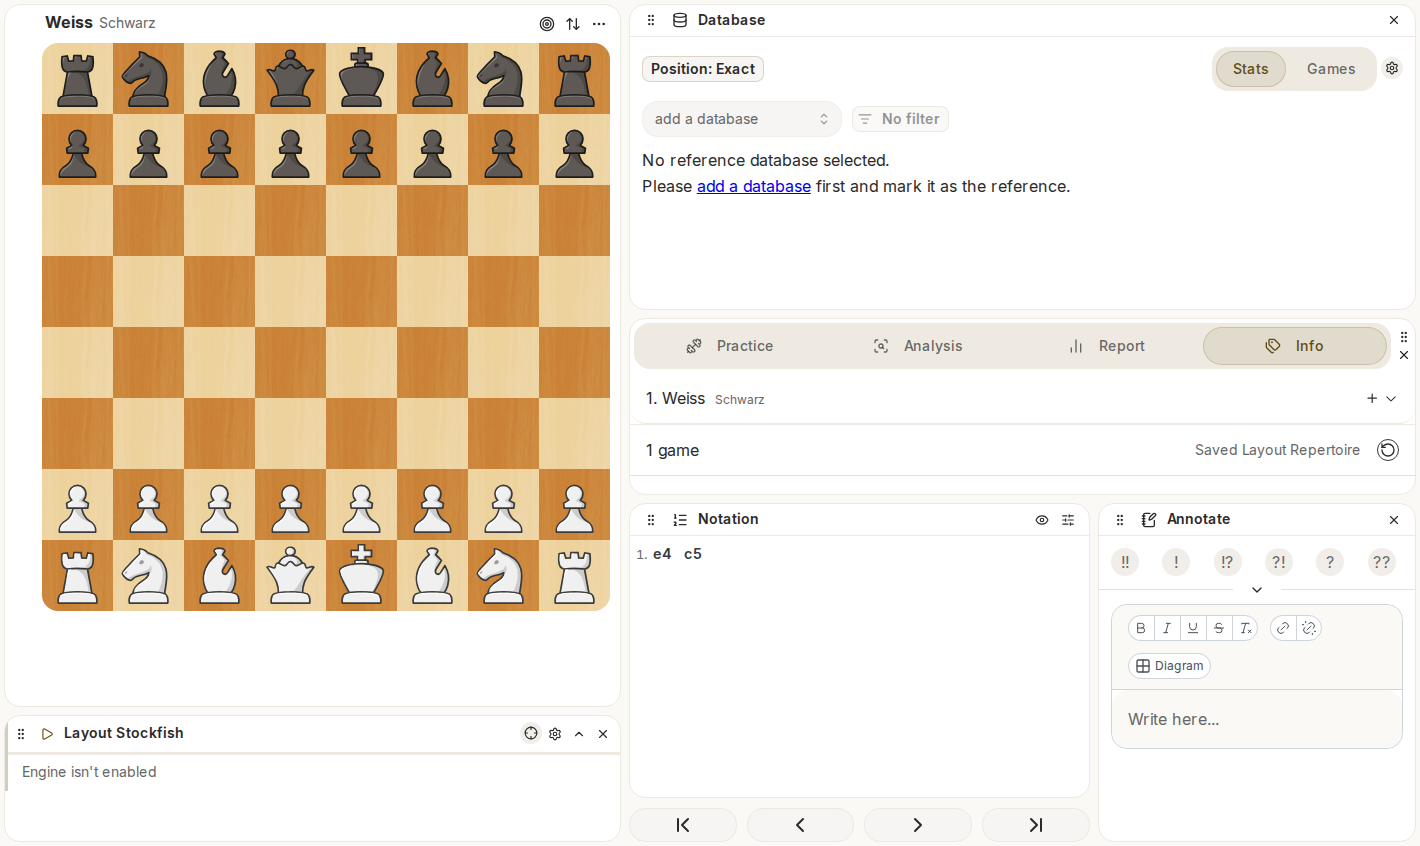 Weiss Schwarz
Database
Position: Exact
Stats
Games
add a database
No filter
No reference database selected.
Please add a database first and mark it as the reference.
Practice
Analysis
Report
Info
1. Weiss Schwarz
1 game
Saved Layout Repertoire
Notation
1. e4 c5
Annotate
!!
!
!?
?!
?
??
B I U S Tx
Diagram
Write here...
Layout Stockfish
Engine isn't enabled